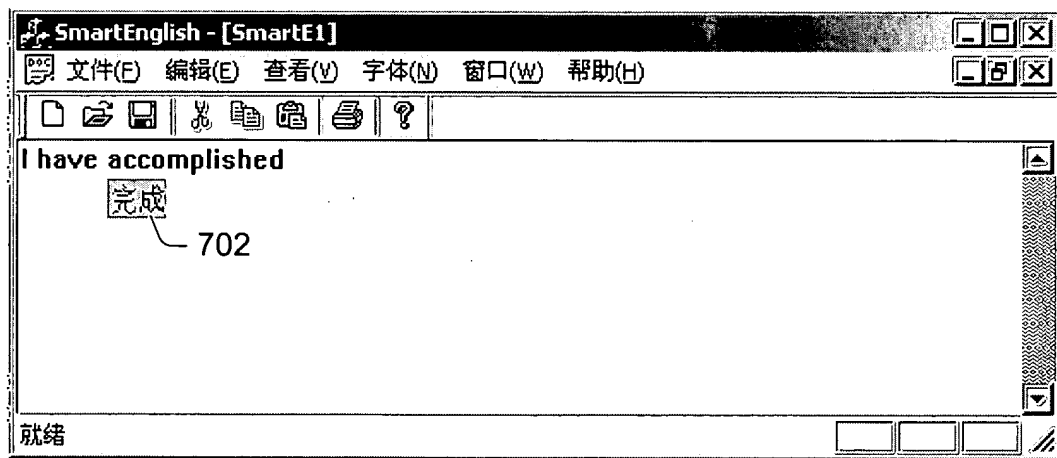 SmartEnglish - [SmartE1]
文件(F) 编辑(E) 查看(V) 字体(N) 窗口(W) 帮助(H)
I have accomplished
完成
702
就绪